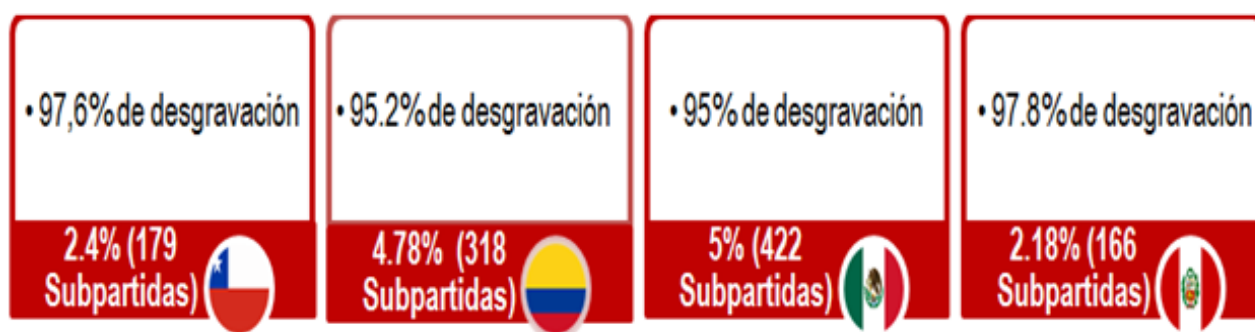 • 97,6% de desgravación
2.4% (179
Subpartidas)
• 95.2% de desgravación
4.78% (318
Subpartidas)
• 95% de desgravación
5% (422
Subpartidas)
• 97.8% de desgravación
2.18% (166
Subpartidas)